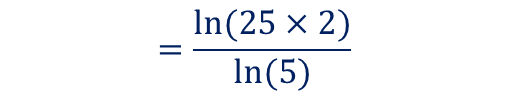 = ln(25 × 2) / ln(5)